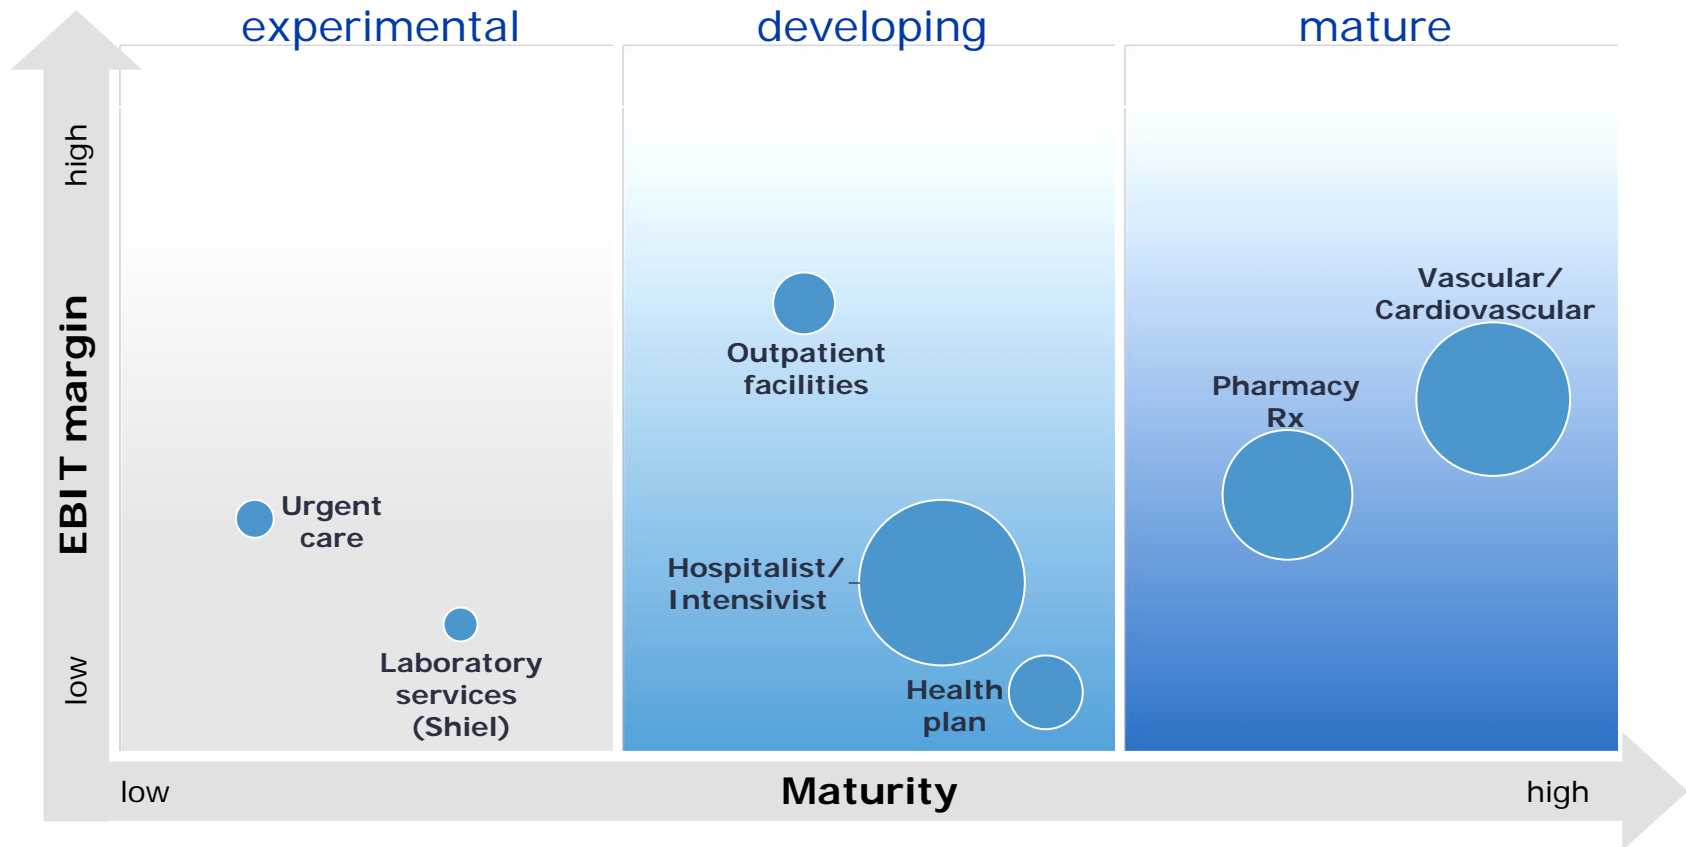 experimental
developing
mature
high
EBIT margin
low
Vascular/
Cardiovascular
Outpatient
facilities
Pharmacy
Rx
Urgent
care
Hospitalist/
Intensivist
Laboratory
services
(Shiel)
Health
plan
low
Maturity
high